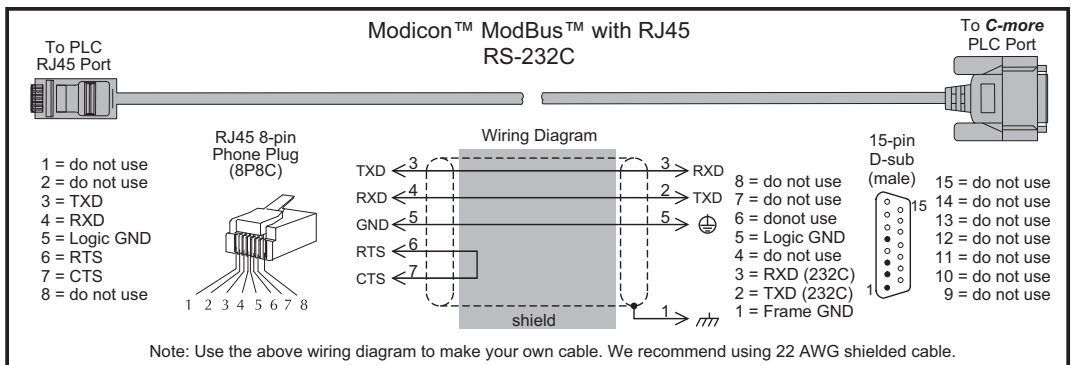 Modicon™ ModBus™ with RJ45
RS-232C
To PLC
RJ45 Port
To C-more
PLC Port
1 = do not use
2 = do not use
3 = TXD
4 = RXD
5 = Logic GND
6 = RTS
7 = CTS
8 = do not use
RJ45 8-pin
Phone Plug
(8P8C)
1 2 3 4 5 6 7 8
Wiring Diagram
TXD 3 3 RXD
RXD 4 2 TXD
GND 5 5
RTS 6
CTS 7
shield
1
8 = do not use
7 = do not use
6 = donot use
5 = Logic GND
4 = do not use
3 = RXD (232C)
2 = TXD (232C)
1 = Frame GND
15-pin
D-sub
(male)
15
1
15 = do not use
14 = do not use
13 = do not use
12 = do not use
11 = do not use
10 = do not use
9 = do not use
Note: Use the above wiring diagram to make your own cable. We recommend using 22 AWG shielded cable.